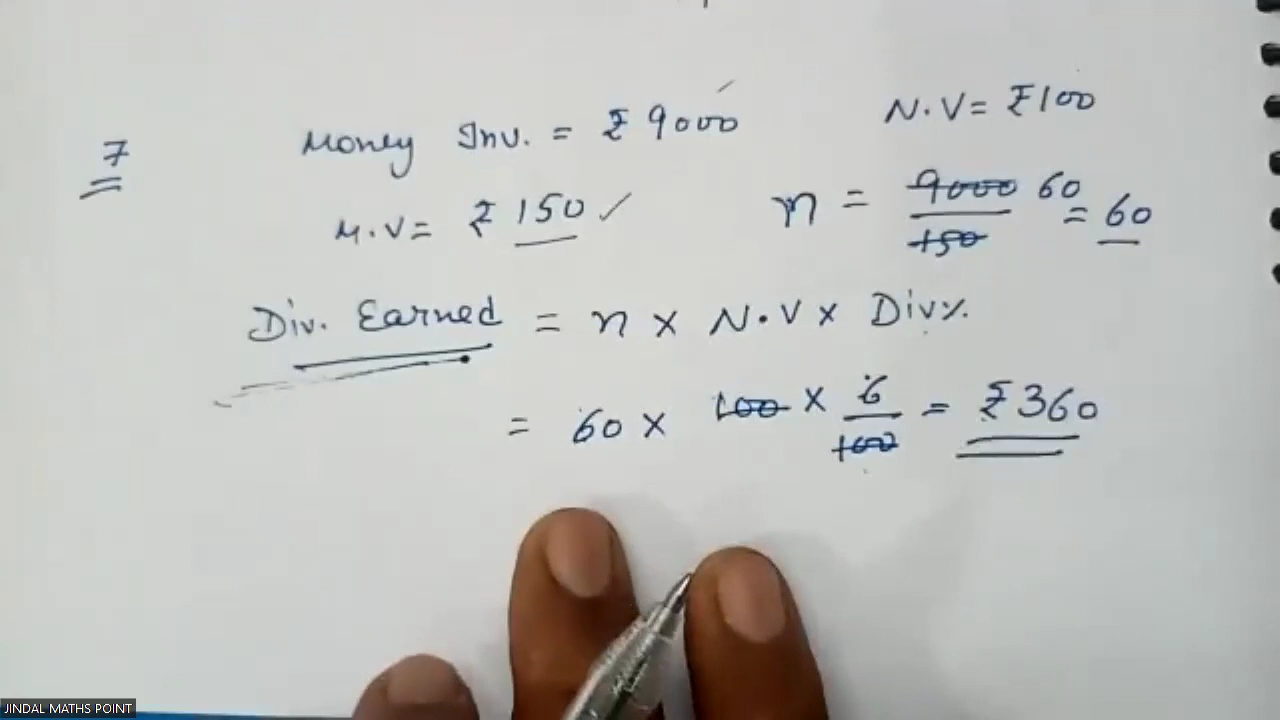 7 Money Inv. = ₹ 9000 N.V = ₹100
M.V = ₹ 150 ✓ n = 9000/150 60 = 60
Div. Earned = n × N.V × Div%.
= 60 × 100 × 6/100 = ₹360
JINDAL MATHS POINT